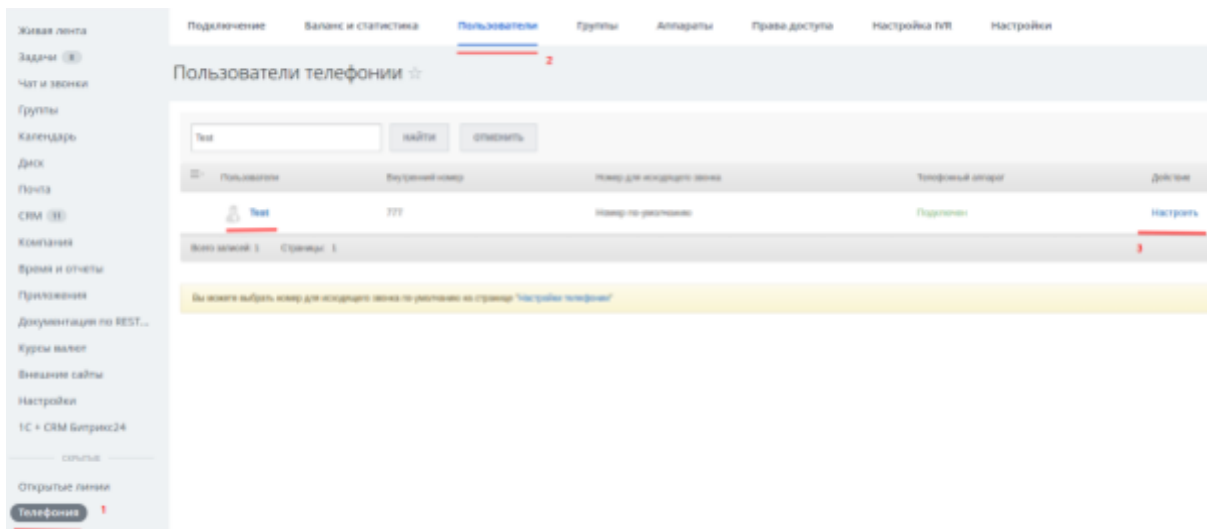 Подключение Баланс и статистика Пользователи Группы Аппараты Права доступа Настройка IVR Настройки
2
Пользователи телефонии
Test НАЙТИ ОТМЕНИТЬ
Пользователи Внутренний номер Номер для исходящего звонка Телефонный аппарат Действие
Test 777 Номер по-умолчанию Подключен Настроить
Всего записей: 1 Страницы: 1
3
Вы можете выбрать номер для исходящего звонка по-умолчанию на странице "Настройки телефонии"
Живая лента
Задачи 8
Чат и звонки
Группы
Календарь
Диск
Почта
CRM
Компания
Время и отчеты
Приложения
Документация по REST...
Курсы валют
Внешние сайты
Настройки
1С + CRM Битрикс24
СКРЫТЫЕ
Открытые линии
Телефония 1